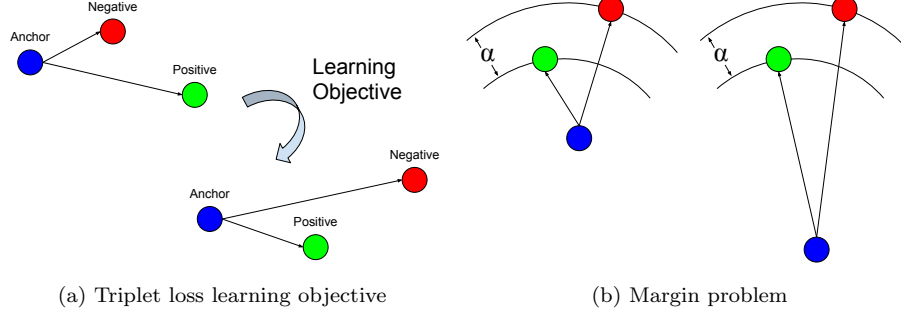 Negative
Anchor
Positive
Learning
Objective
Negative
Anchor
Positive
(a) Triplet loss learning objective
α
α
(b) Margin problem